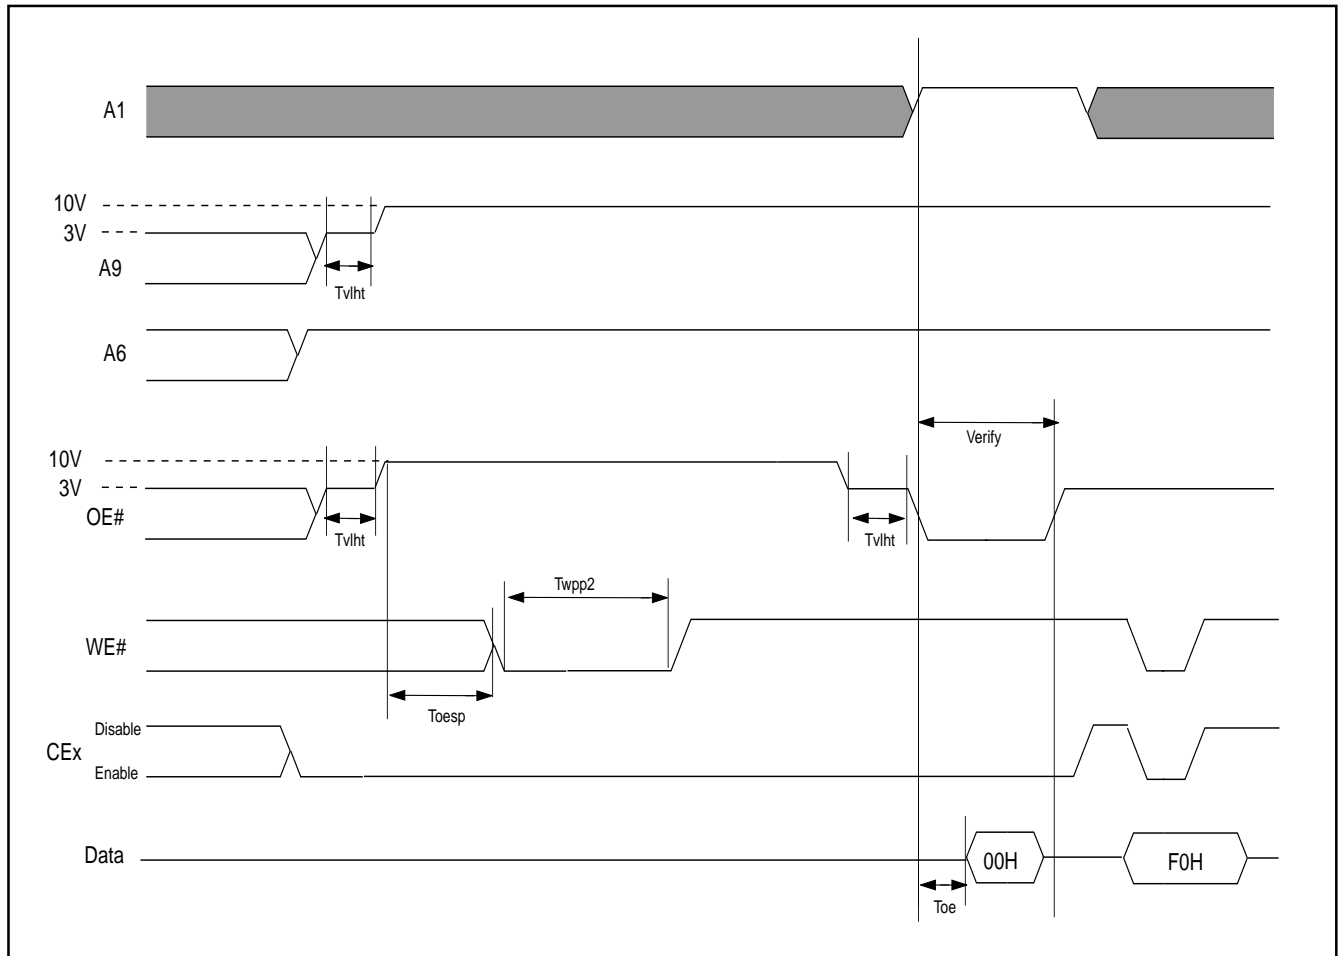 A1
10V
3V
A9
Tvlht
A6
Verify
10V
3V
OE#
Tvlht
Tvlht
Twpp2
WE#
Toesp
Disable
CEx
Enable
Data
00H
F0H
Toe